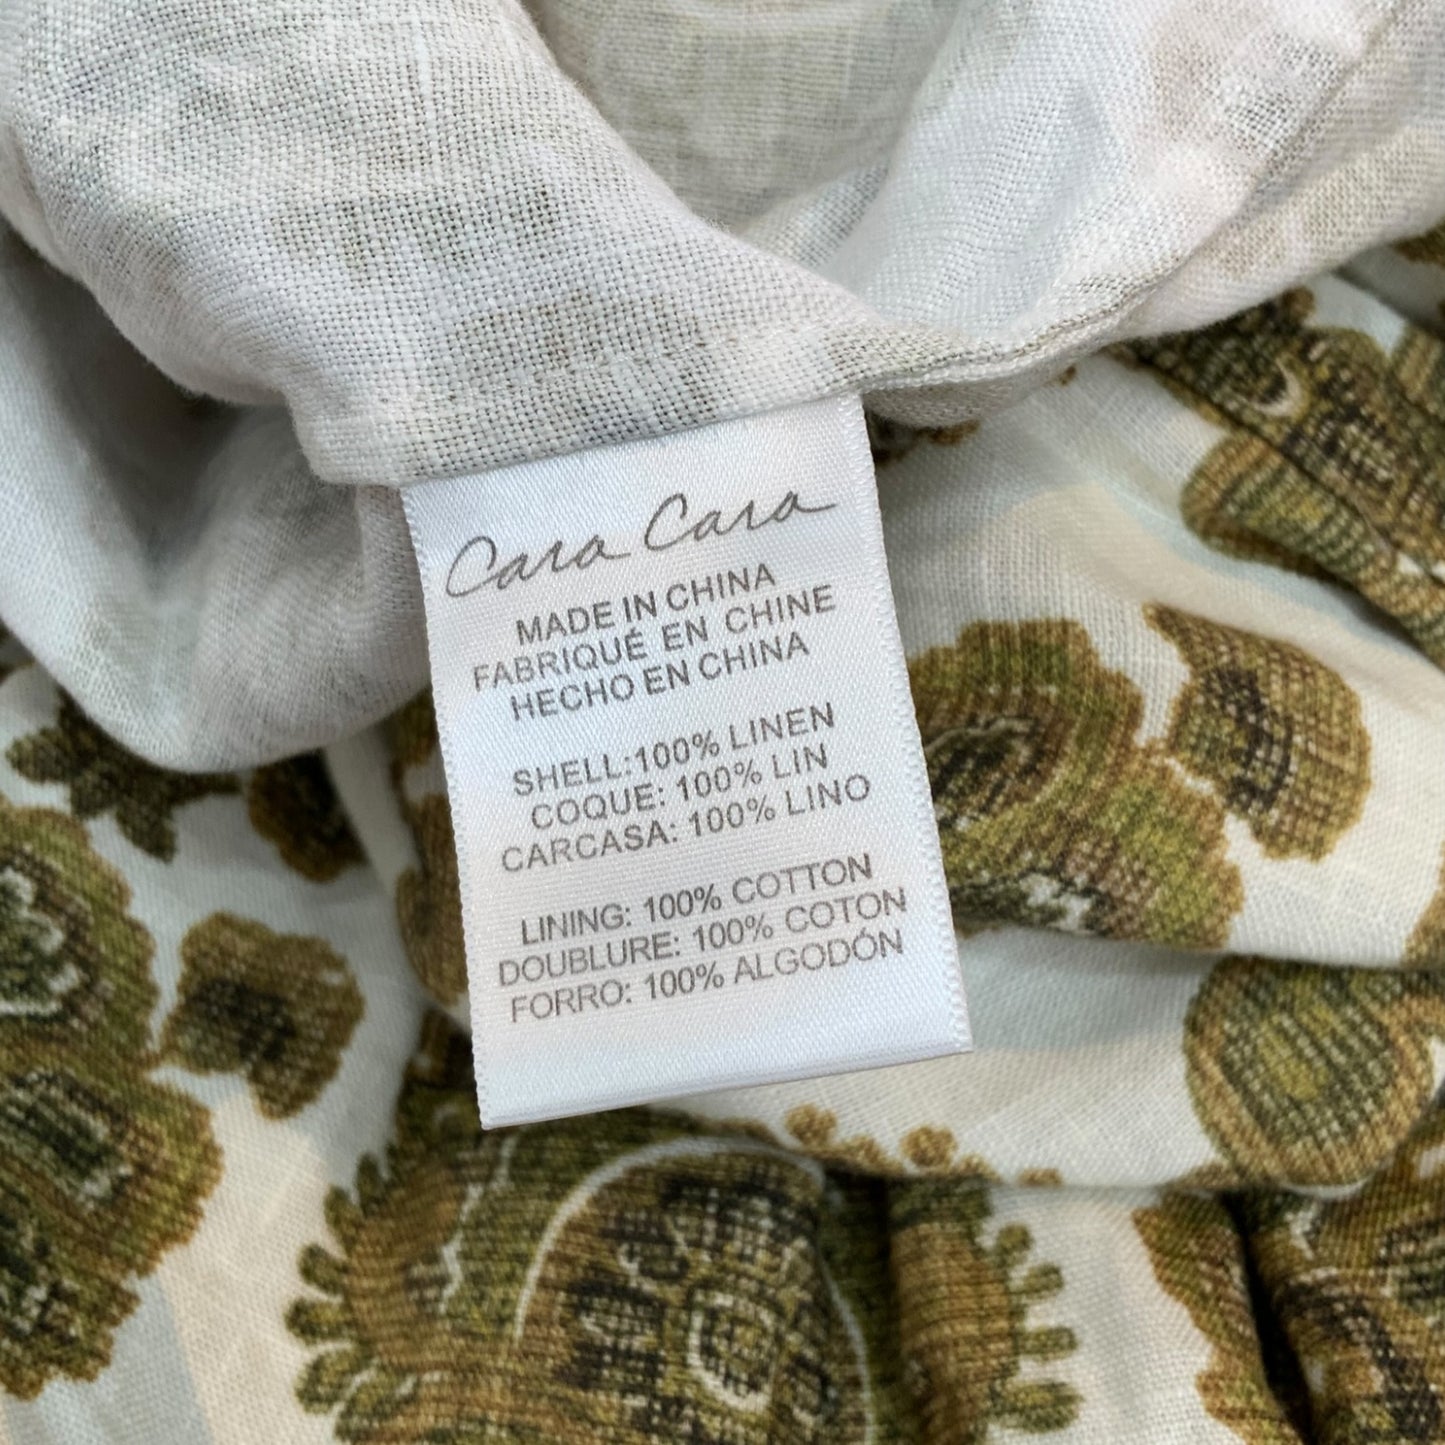 Cara Cara
MADE IN CHINA
FABRIQUÉ EN CHINE
HECHO EN CHINA
SHELL:100% LINEN
COQUE: 100% LIN
CARCASA: 100% LINO
LINING: 100% COTTON
DOUBLURE: 100% COTON
FORRO: 100% ALGODÓN